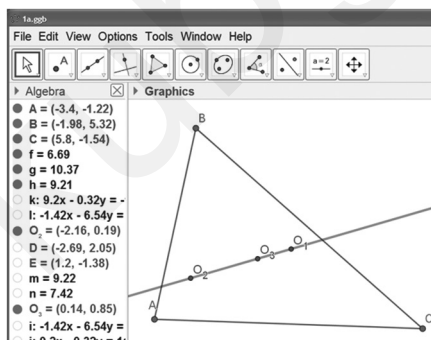 1a.ggb
File Edit View Options Tools Window Help
A
a=2
Algebra
Graphics
A = (-3.4, -1.22)
B = (-1.98, 5.32)
C = (5.8, -1.54)
f = 6.69
g = 10.37
h = 9.21
k: 9.2x - 0.32y = -
l: -1.42x - 6.54y =
O₂ = (-2.16, 0.19)
D = (-2.69, 2.05)
E = (1.2, -1.38)
m = 9.22
n = 7.42
O₃ = (0.14, 0.85)
i: -1.42x - 6.54y =
B
O₁
O₃
O₂
A
C